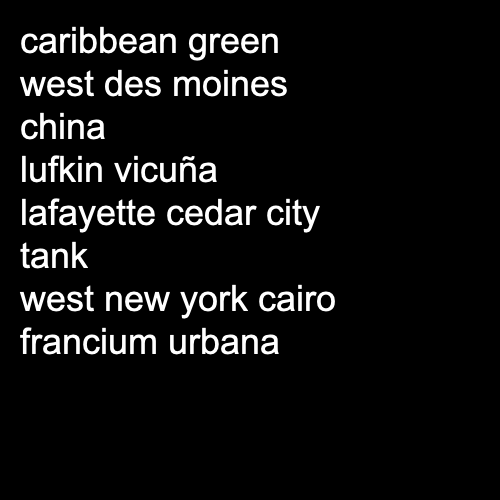 caribbean green
west des moines
china
lufkin vicuña
lafayette cedar city
tank
west new york cairo
francium urbana